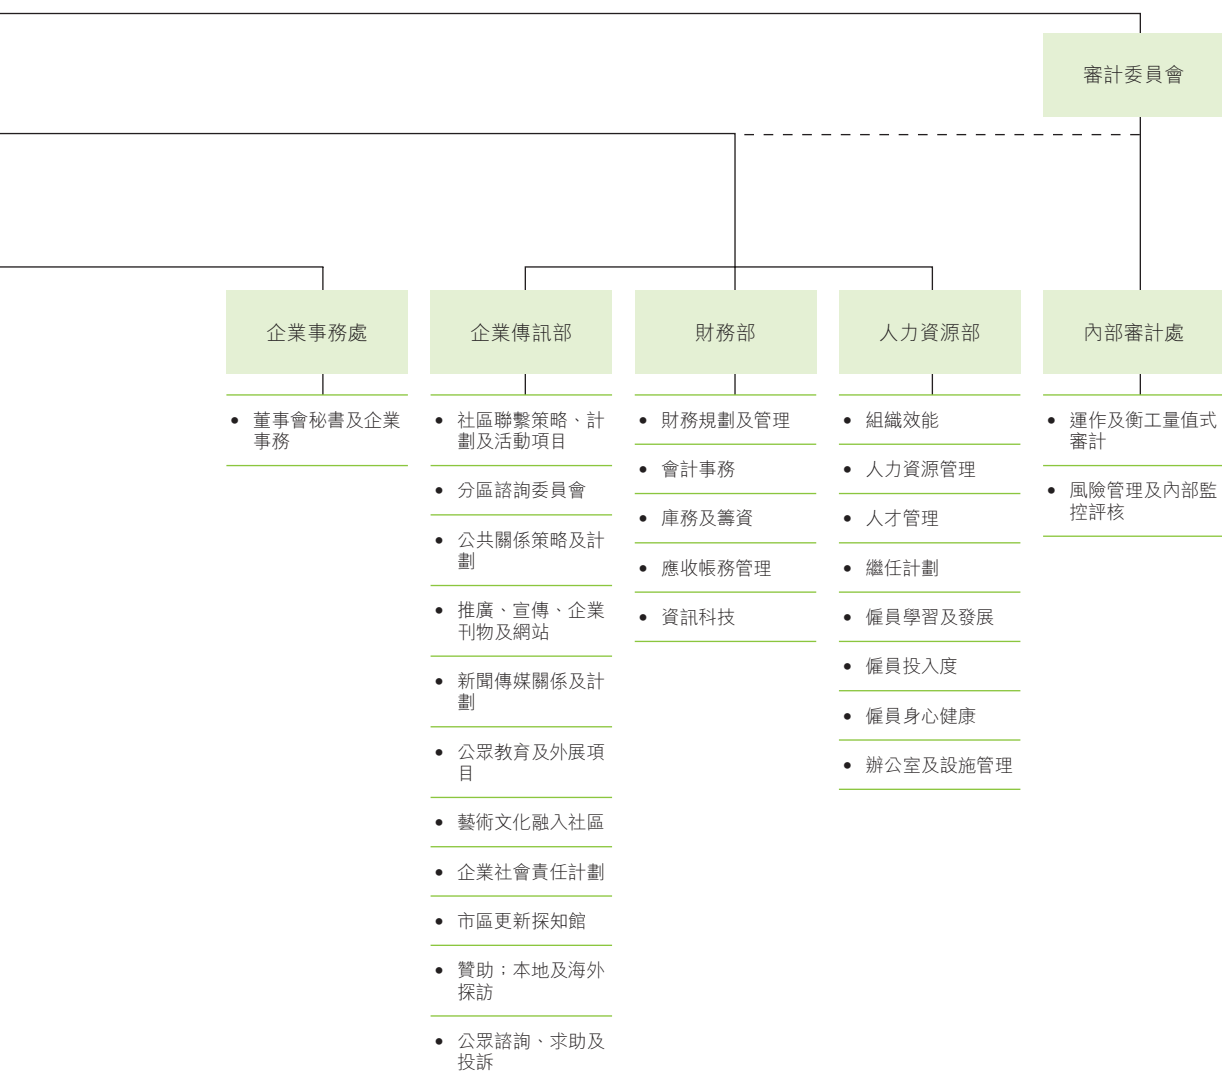 審計委員會
企業事務處
• 董事會秘書及企業
事務
企業傳訊部
• 社區聯繫策略、計
劃及活動項目
• 分區諮詢委員會
• 公共關係策略及計
劃
• 推廣、宣傳、企業
刊物及網站
• 新聞傳媒關係及計
劃
• 公眾教育及外展項
目
• 藝術文化融入社區
• 企業社會責任計劃
• 市區更新探知館
• 贊助；本地及海外
探訪
• 公眾諮詢、求助及
投訴
財務部
• 財務規劃及管理
• 會計事務
• 庫務及籌資
• 應收帳務管理
• 資訊科技
人力資源部
• 組織效能
• 人力資源管理
• 人才管理
• 繼任計劃
• 僱員學習及發展
• 僱員投入度
• 僱員身心健康
• 辦公室及設施管理
內部審計處
• 運作及衡工量值式
審計
• 風險管理及內部監
控評核